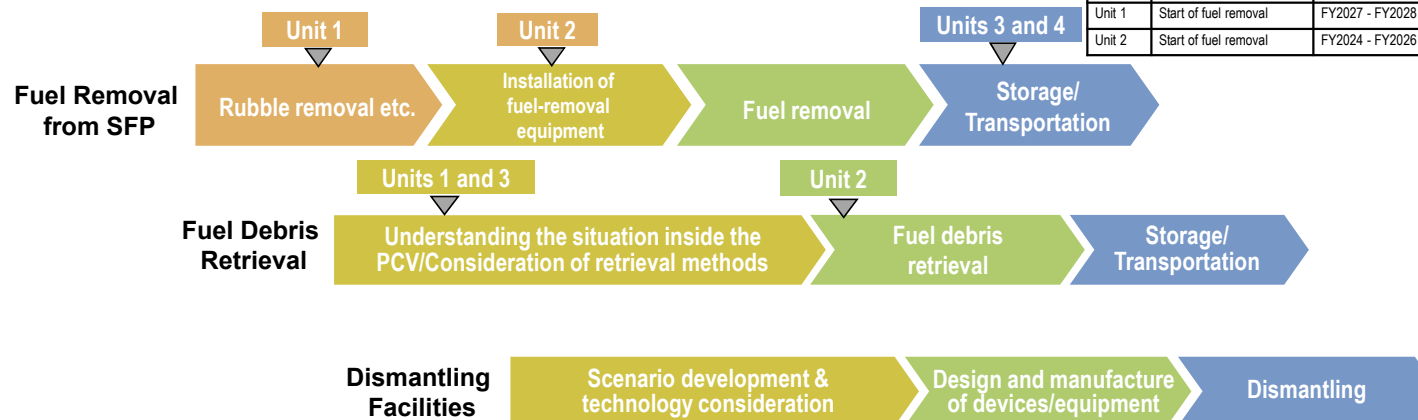 Unit 1 Start of fuel removal FY2027 - FY2028
Unit 2 Start of fuel removal FY2024 - FY2026
Unit 1
Unit 2
Units 3 and 4
Fuel Removal
from SFP
Rubble removal etc.
Installation of
fuel-removal
equipment
Fuel removal
Storage/
Transportation
Units 1 and 3
Unit 2
Fuel Debris
Retrieval
Understanding the situation inside the
PCV/Consideration of retrieval methods
Fuel debris
retrieval
Storage/
Transportation
Dismantling
Facilities
Scenario development &
technology consideration
Design and manufacture
of devices/equipment
Dismantling